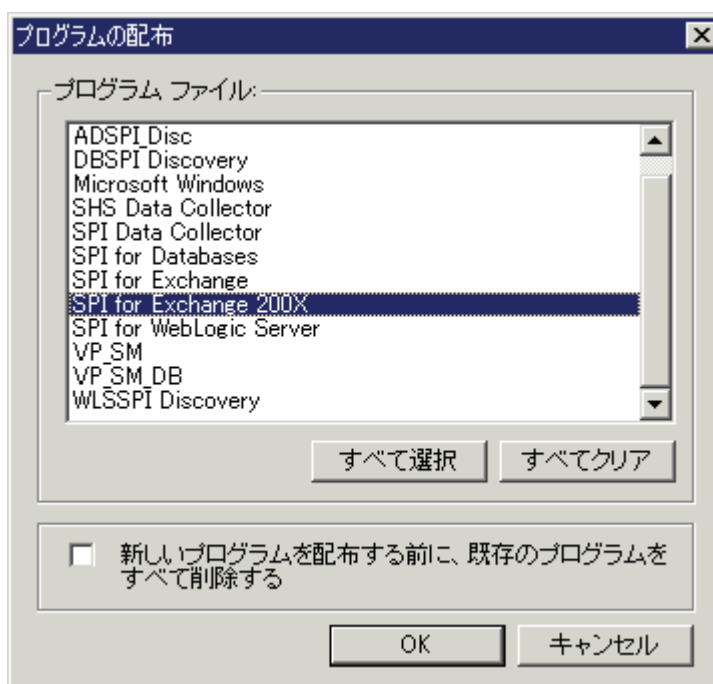 プログラムの配布
プログラム ファイル:
ADSPI_Disc
DBSPI Discovery
Microsoft Windows
SHS Data Collector
SPI Data Collector
SPI for Databases
SPI for Exchange
SPI for Exchange 200X
SPI for WebLogic Server
VP_SM
VP_SM_DB
WLSSPI Discovery
すべて選択
すべてクリア
新しいプログラムを配布する前に、既存のプログラムを
すべて削除する
OK
キャンセル